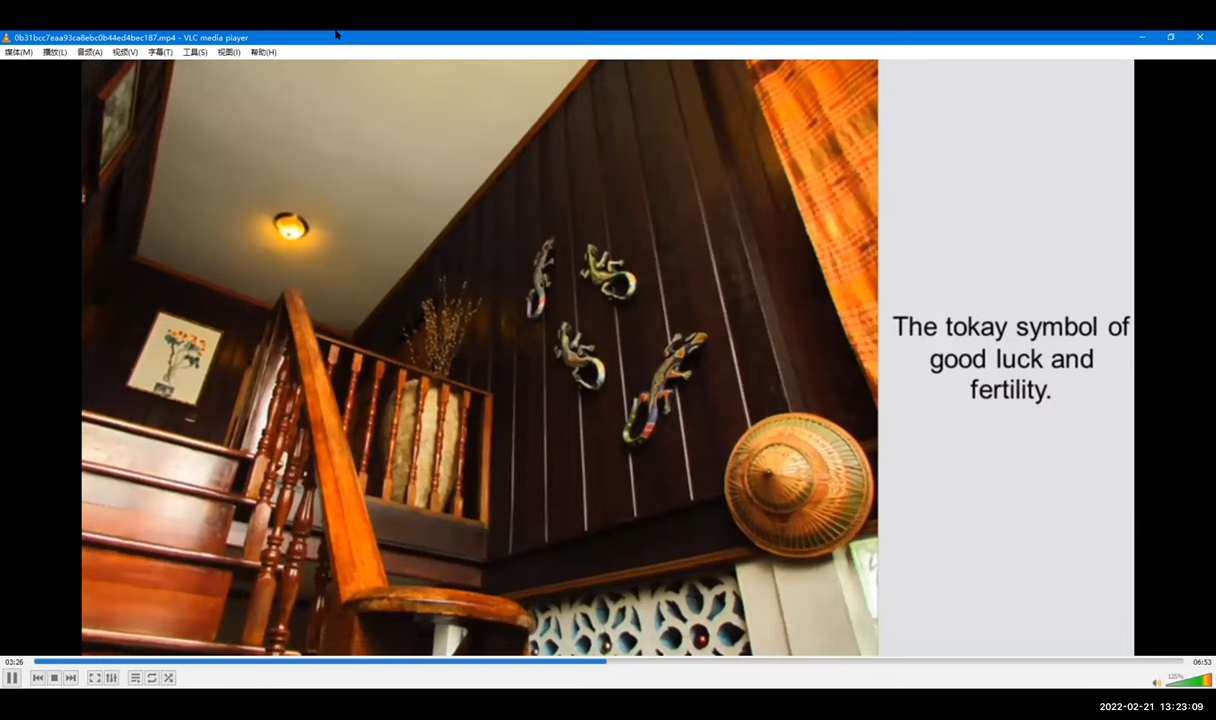 0b31bcc7eaa93ca8ebc0b44ed4bec187.mp4 - VLC media player
媒体(M) 播放(L) 音频(A) 视频(V) 字幕(T) 工具(S) 视图(I) 帮助(H)
The tokay symbol of
good luck and
fertility.
03:26
06:53
125%
2022-02-21 13:23:09